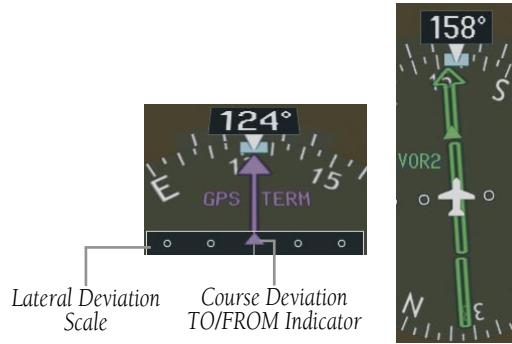 124°
E 15
GPS TERM
Lateral Deviation
Scale
Course Deviation
TO/FROM Indicator
158°
S
VOR2
N